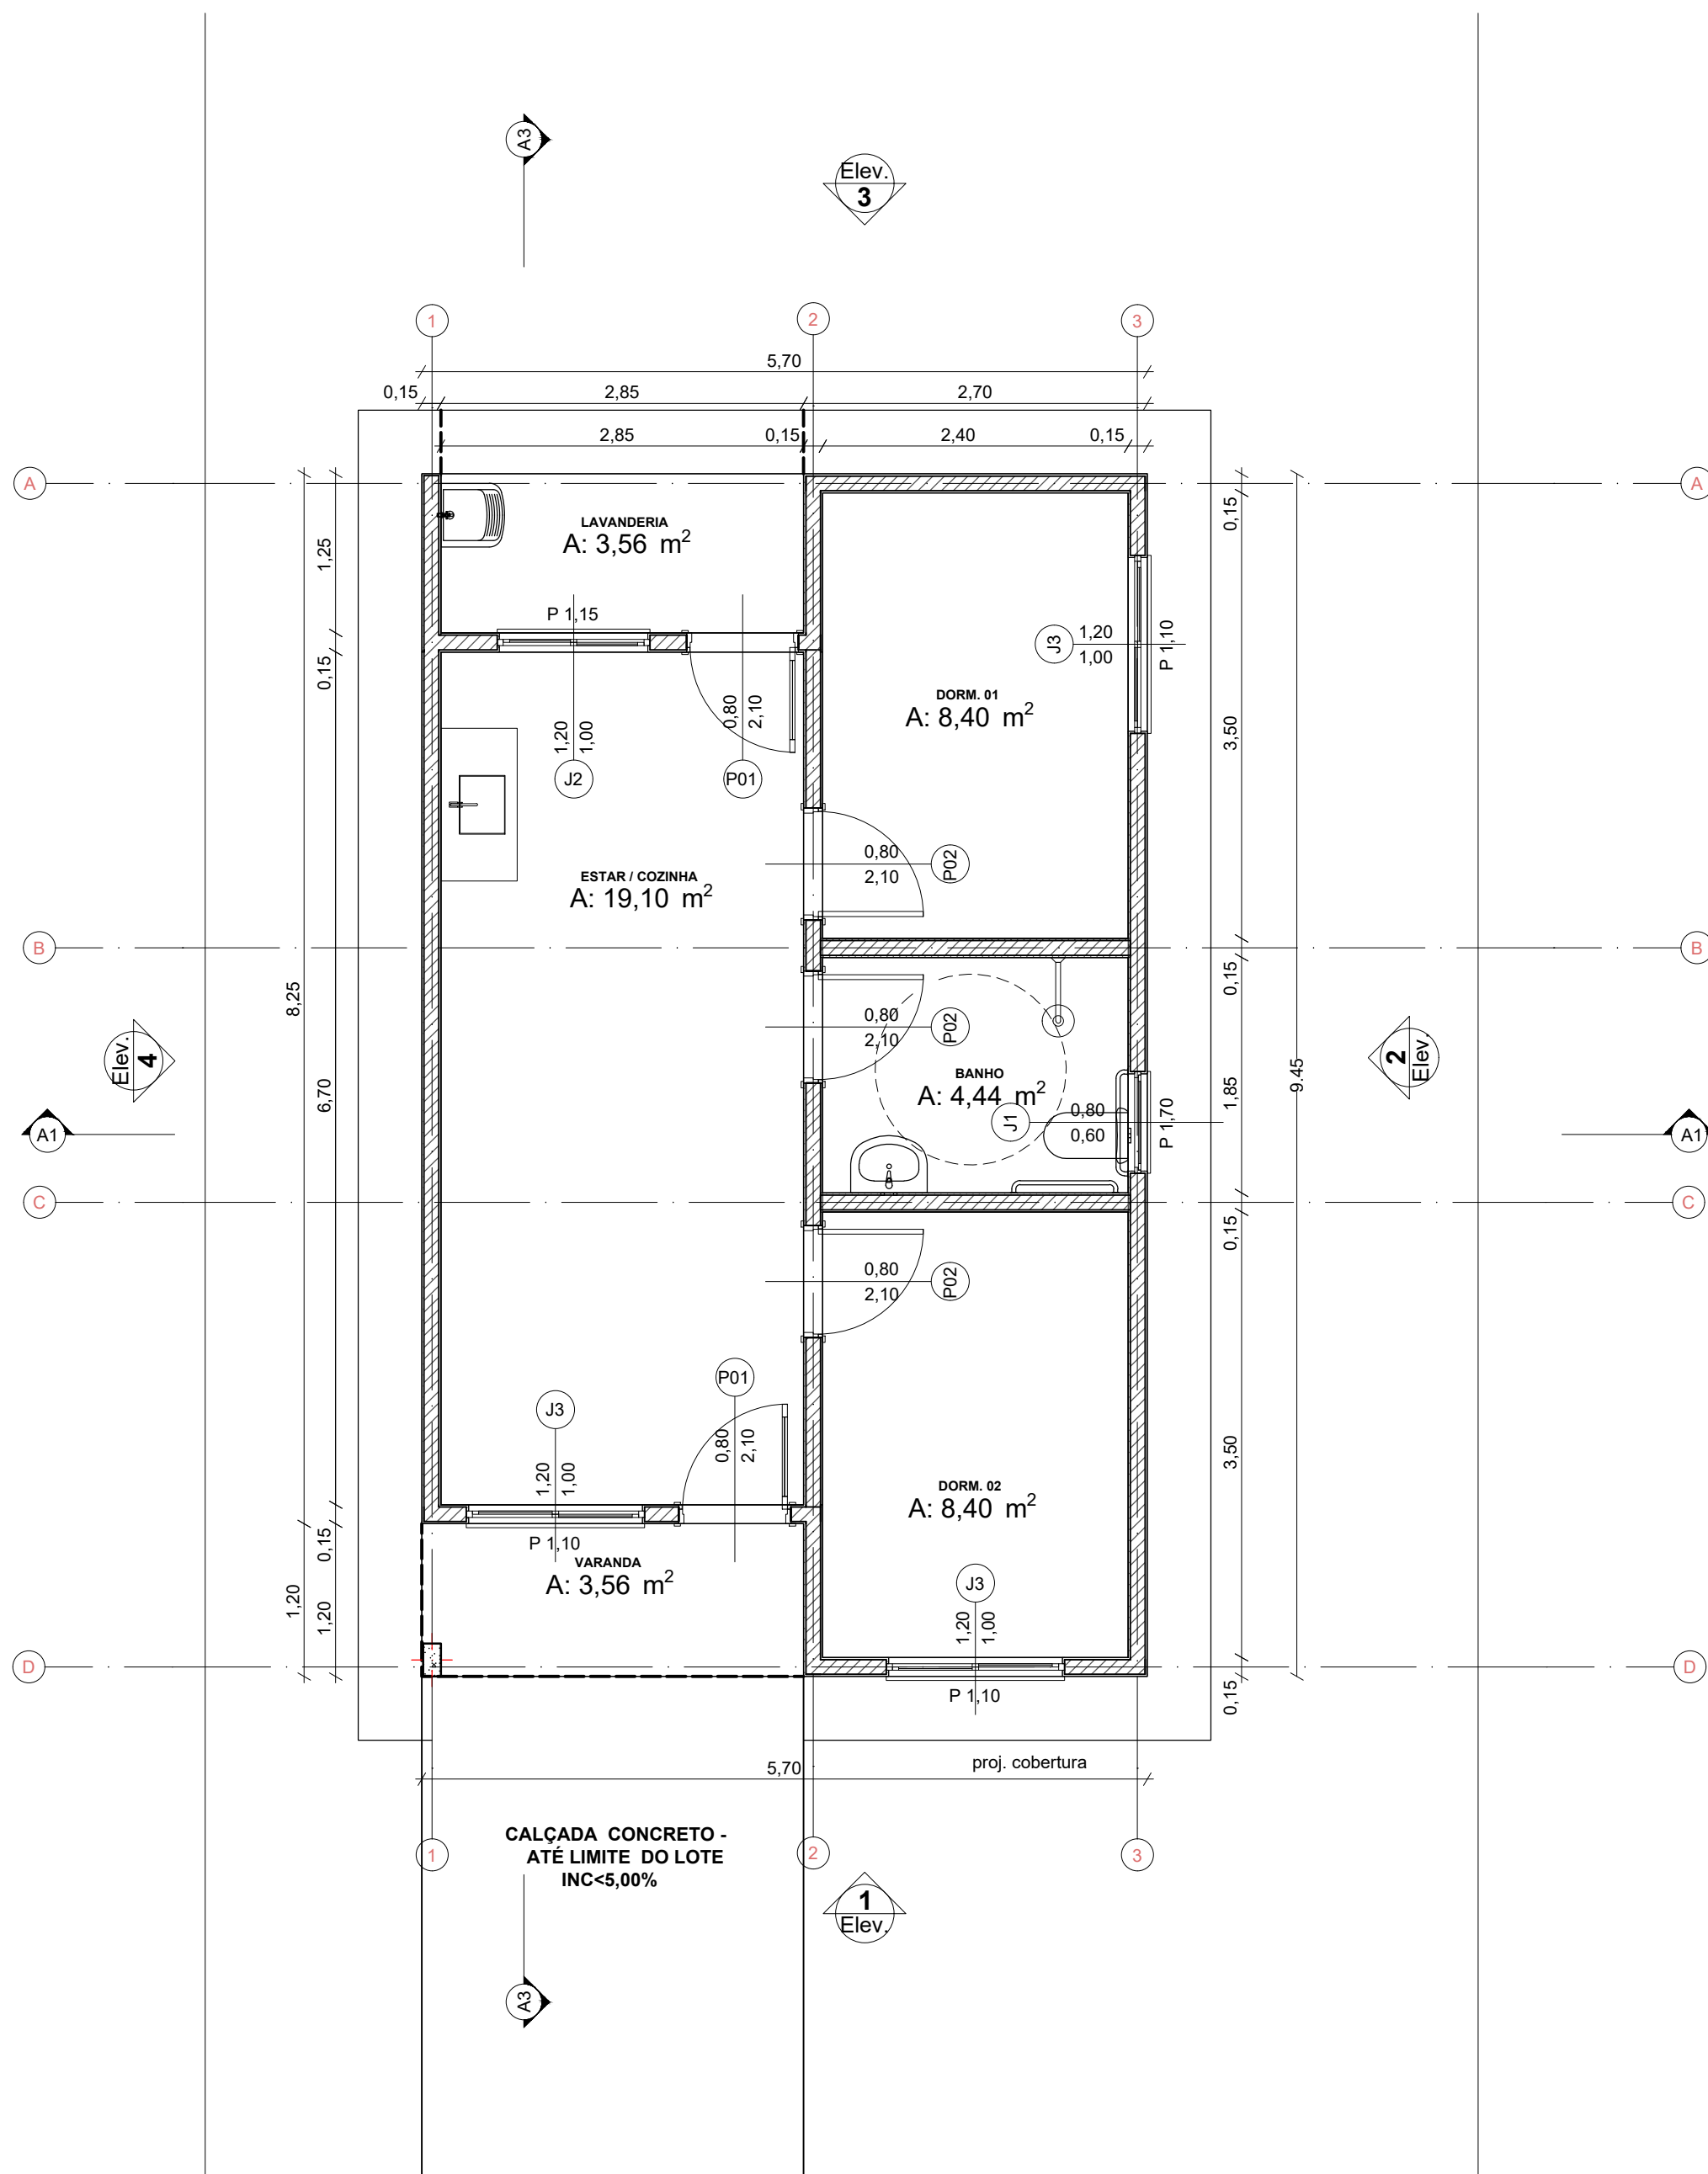 A3
Elev.
3
1
2
3
5,70
0,15
2,85
2,70
2,85
0,15
2,40
0,15
A
A
LAVANDERIA
A: 3,56 m²
0,15
1,25
P 1,15
J3
1,20
1,00
P 1,10
0,15
DORM. 01
A: 8,40 m²
0,80
2,10
1,20
1,00
3,50
J2
P01
0,80
2,10
P02
ESTAR / COZINHA
A: 19,10 m²
B
B
0,15
8,25
0,80
2,10
P02
Elev.
4
2
Elev.
BANHO
A: 4,44 m²
9.45
6,70
1,85
J1
0,80
0,60
P 1,70
A1
A1
C
C
0,15
0,80
2,10
P02
P01
J3
0,80
2,10
3,50
1,20
1,00
DORM. 02
A: 8,40 m²
0,15
P 1,10
VARANDA
A: 3,56 m²
J3
1,20
1,20
1,20
1,00
D
D
P 1,10
0,15
proj. cobertura
5,70
CALÇADA CONCRETO -
ATÉ LIMITE DO LOTE
INC<5,00%
1
2
3
1
Elev.
A3